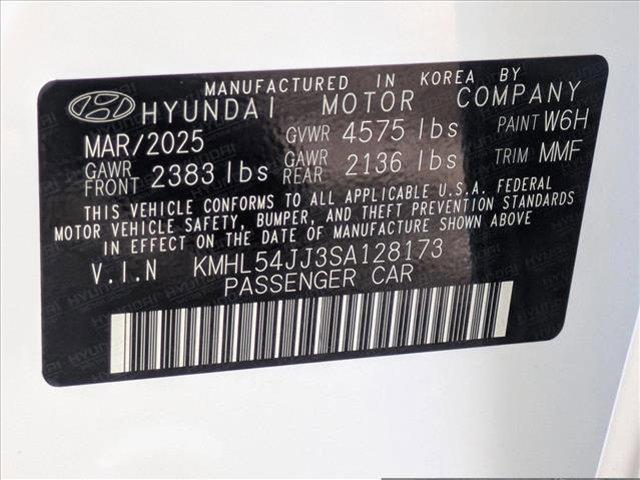 MANUFACTURED IN KOREA BY
HYUNDAI MOTOR COMPANY
MAR/2025 GVWR 4575 lbs PAINT W6H
GAWR FRONT 2383 lbs GAWR REAR 2136 lbs TRIM MMF
THIS VEHICLE CONFORMS TO ALL APPLICABLE U.S.A. FEDERAL
MOTOR VEHICLE SAFETY, BUMPER, AND THEFT PREVENTION STANDARDS
IN EFFECT ON THE DATE OF MANUFACTURE SHOWN ABOVE
V.I.N KMHL54JJ3SA128173
PASSENGER CAR